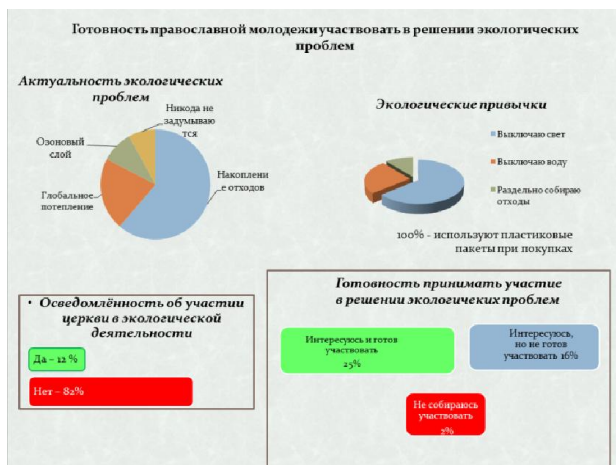 Готовность православной молодежи участвовать в решении экологических
проблем
Актуальность экологических
проблем
Никода не
задумываю
тся
Озоновый
слой
Глобальное
потепление
Накоплени
е отходов
Экологические привычки
Выключаю свет
Выключаю воду
Раздельно собираю
отходы
100% - используют пластиковые
пакеты при покупках
• Осведомлённость об участии
церкви в экологической
деятельности
Да – 12 %
Нет – 82%
Готовность принимать участие
в решении экологичеких проблем
Интересуюсь и готов
участвовать
25%
Интересуюсь,
но не готов
участвовать 16%
Не собираюсь
участвовать
2%